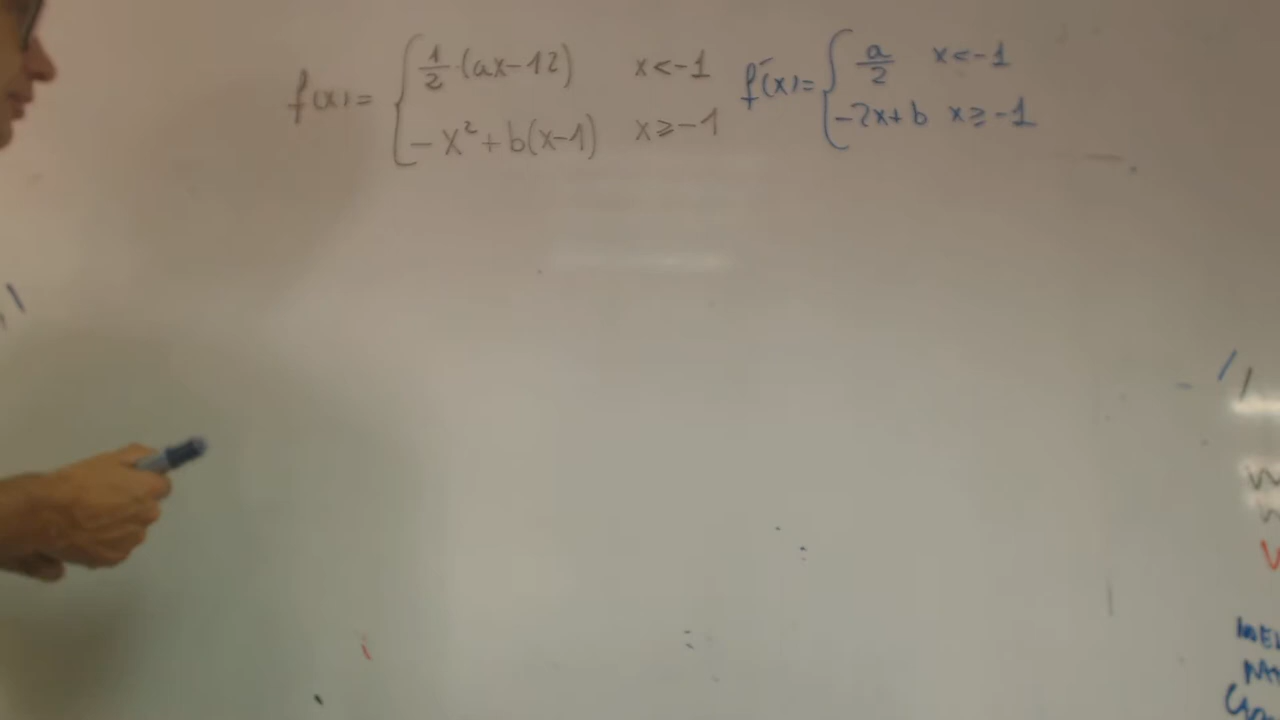 f(x) = { 1/2 · (ax-12)   x < -1
-x² + b(x-1)   x ≥ -1
f'(x) = { a/2   x < -1
-2x + b   x ≥ -1